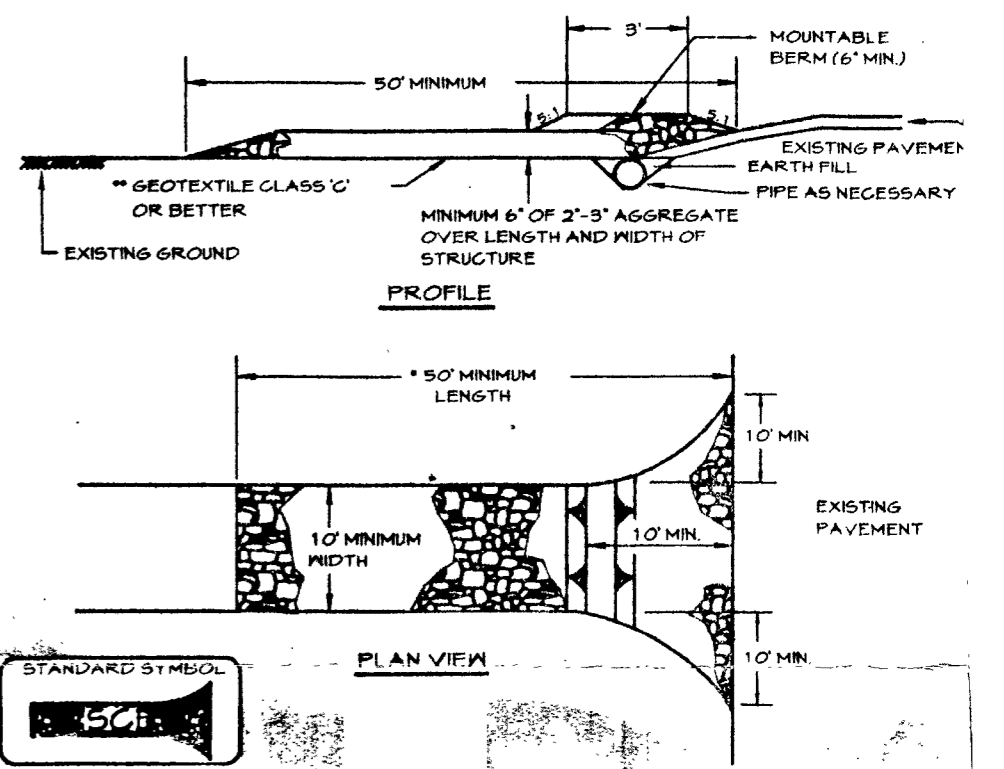 3'
MOUNTABLE
BERM (6" MIN.)
50' MINIMUM
5:1
5:1
EXISTING PAVEMEN
EARTH FILL
PIPE AS NECESSARY
** GEOTEXTILE CLASS 'C'
OR BETTER
MINIMUM 6" OF 2"-3" AGGREGATE
OVER LENGTH AND WIDTH OF
STRUCTURE
EXISTING GROUND
PROFILE
* 50' MINIMUM
LENGTH
10' MIN
EXISTING
PAVEMENT
10' MINIMUM
WIDTH
10' MIN.
10' MIN.
PLAN VIEW
STANDARD SYMBOL
SCE